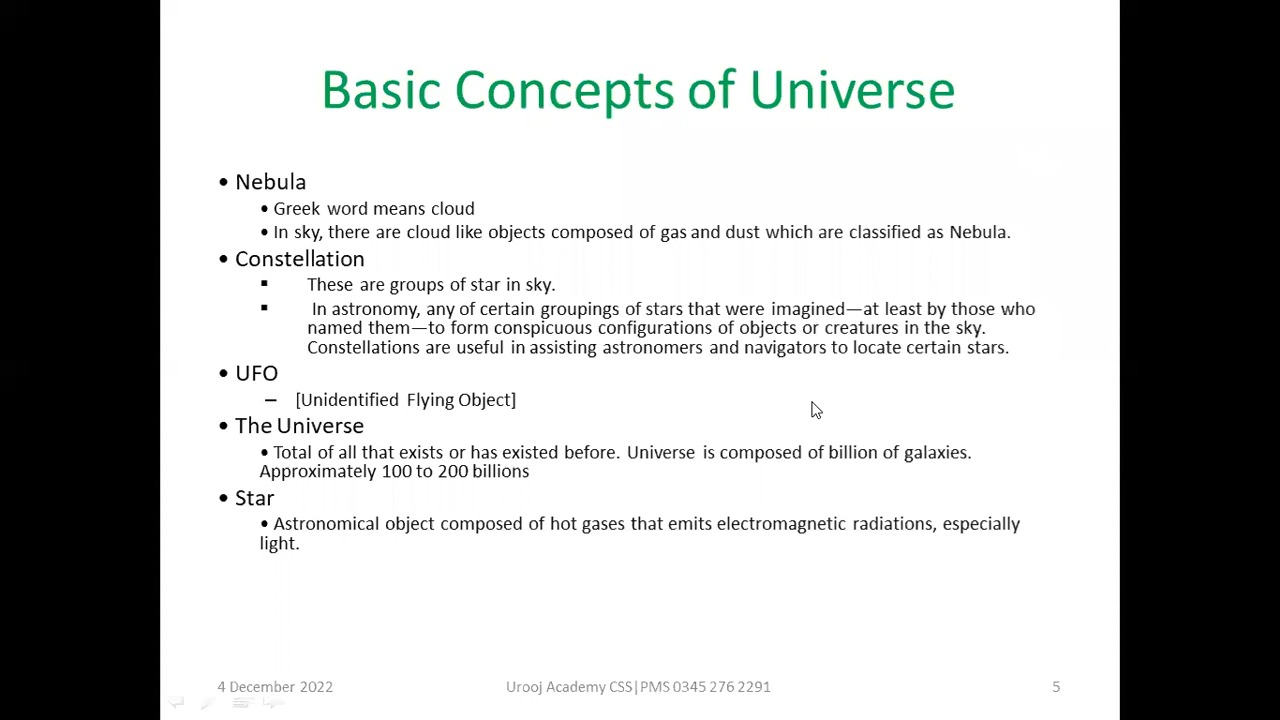 Basic Concepts of Universe
• Nebula
• Greek word means cloud
• In sky, there are cloud like objects composed of gas and dust which are classified as Nebula.
• Constellation
▪ These are groups of star in sky.
▪ In astronomy, any of certain groupings of stars that were imagined—at least by those who
named them—to form conspicuous configurations of objects or creatures in the sky.
Constellations are useful in assisting astronomers and navigators to locate certain stars.
• UFO
– [Unidentified Flying Object]
• The Universe
• Total of all that exists or has existed before. Universe is composed of billion of galaxies.
Approximately 100 to 200 billions
• Star
• Astronomical object composed of hot gases that emits electromagnetic radiations, especially
light.
4 December 2022 Urooj Academy CSS|PMS 0345 276 2291 5